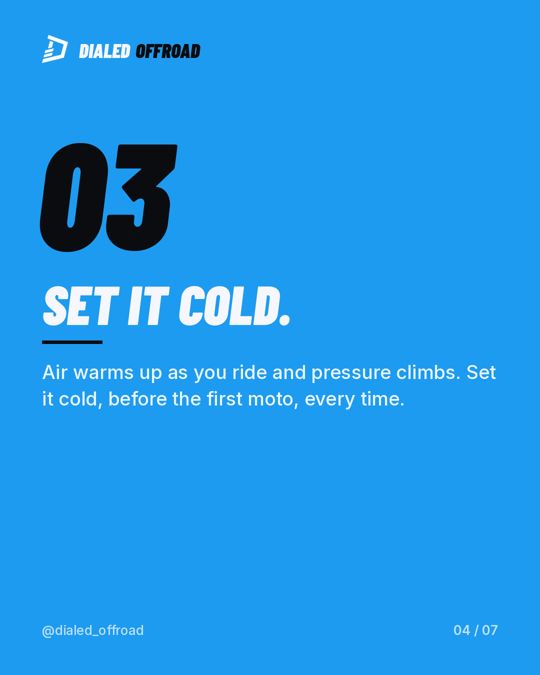 DIALED OFFROAD
03
SET IT COLD.
Air warms up as you ride and pressure climbs. Set
it cold, before the first moto, every time.
@dialed_offroad
04 / 07